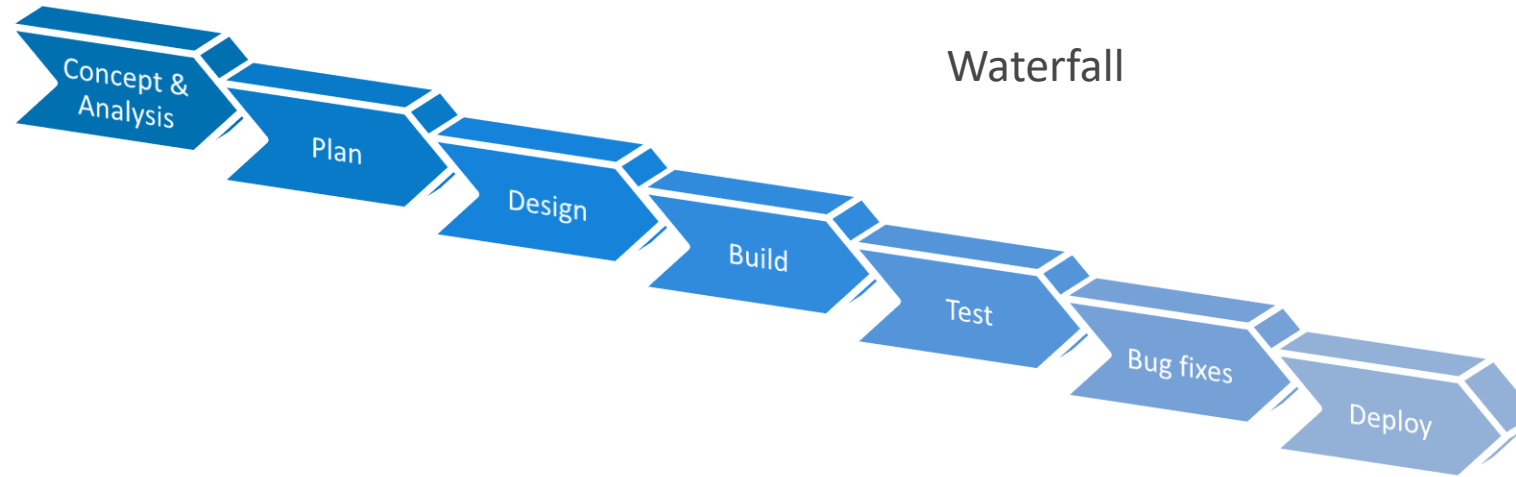 Waterfall
Concept &
Analysis
Plan
Design
Build
Test
Bug fixes
Deploy